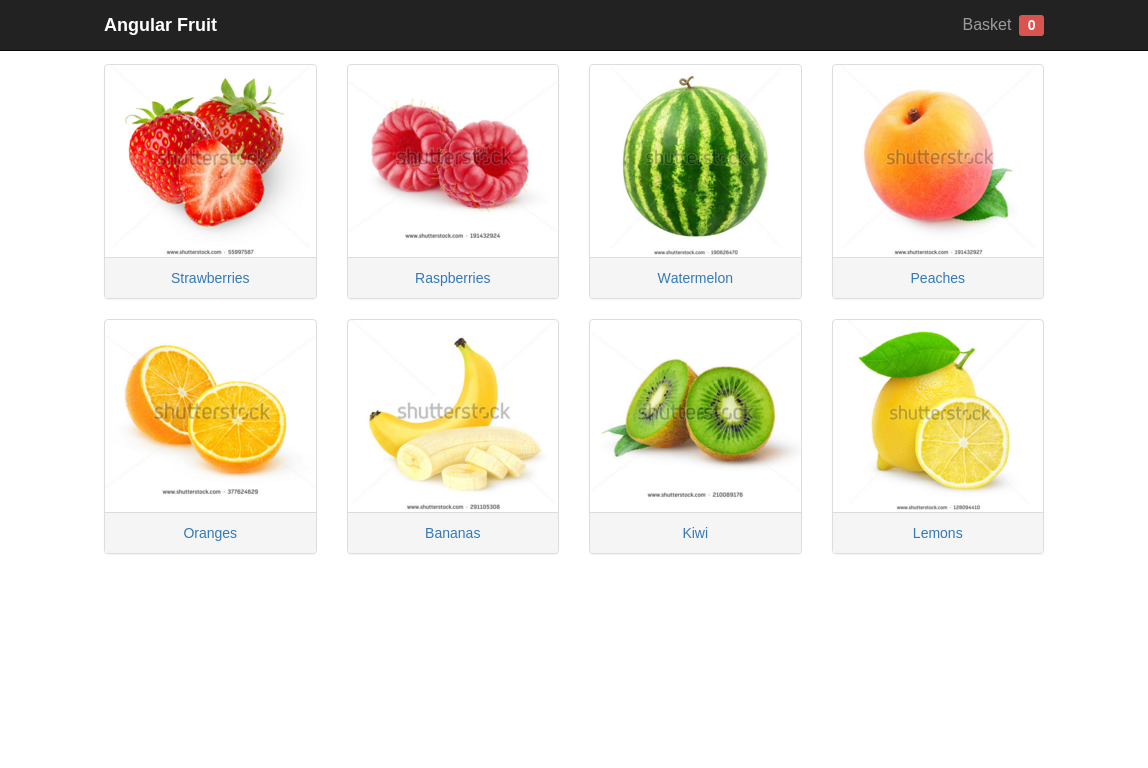 Angular Fruit
Basket 0
shutterstock
www.shutterstock.com · 55997587
Strawberries
shutterstock
www.shutterstock.com · 191432924
Raspberries
shutterstock
www.shutterstock.com · 190626470
Watermelon
shutterstock
www.shutterstock.com · 191432927
Peaches
shutterstock
www.shutterstock.com · 377624629
Oranges
shutterstock
www.shutterstock.com · 291105308
Bananas
shutterstock
www.shutterstock.com · 210089176
Kiwi
shutterstock
www.shutterstock.com · 128094410
Lemons